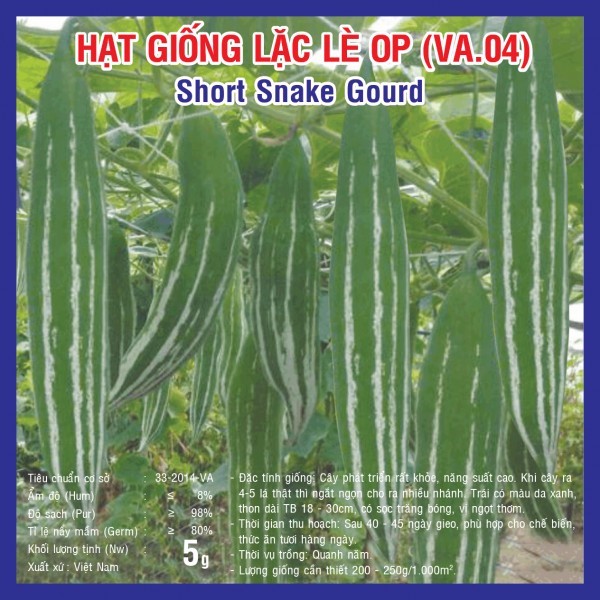 HẠT GIỐNG LẶC LÈ OP (VA.04)
Short Snake Gourd
Tiêu chuẩn cơ sở : 33-2014-VA
Ẩm độ (Hum) : ≤ 8%
Độ sạch (Pur) : ≥ 98%
Tỉ lệ nảy mầm (Germ) : ≥ 80%
Khối lượng tịnh (Nw) : 5g
Xuất xứ : Việt Nam
- Đặc tính giống: Cây phát triển rất khỏe, năng suất cao. Khi cây ra
4-5 lá thật thì ngắt ngọn cho ra nhiều nhánh. Trái có màu da xanh,
thon dài TB 18 - 30cm, có sọc trắng bóng, vị ngọt thơm.
- Thời gian thu hoạch: Sau 40 - 45 ngày gieo, phù hợp cho chế biến,
thức ăn tươi hàng ngày.
- Thời vụ trồng: Quanh năm.
- Lượng giống cần thiết 200 - 250g/1.000m².